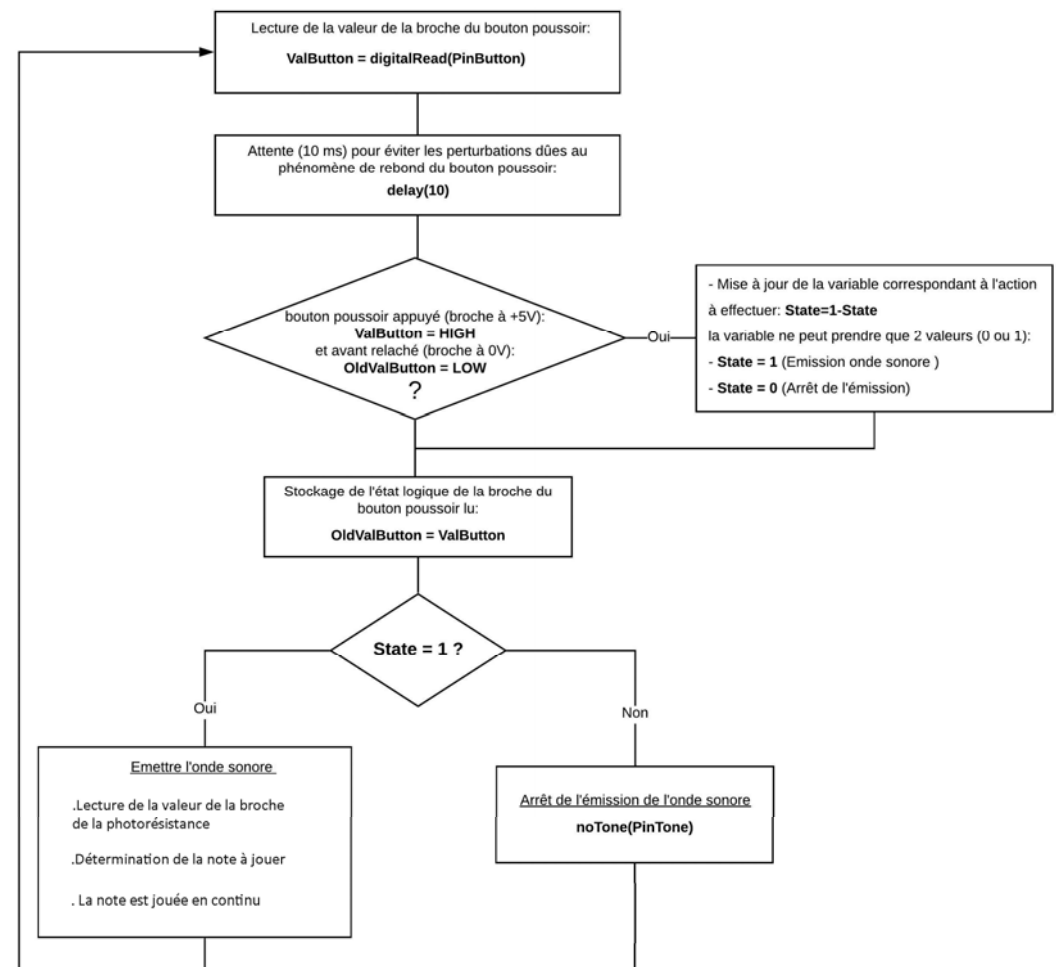 Lecture de la valeur de la broche du bouton poussoir:
ValButton = digitalRead(PinButton)
Attente (10 ms) pour éviter les perturbations dûes au
phénomène de rebond du bouton poussoir:
delay(10)
bouton poussoir appuyé (broche à +5V):
ValButton = HIGH
et avant relaché (broche à 0V):
OldValButton = LOW
?
Oui
- Mise à jour de la variable correspondant à l'action
à effectuer: State=1-State
la variable ne peut prendre que 2 valeurs (0 ou 1):
- State = 1 (Emission onde sonore )
- State = 0 (Arrêt de l'émission)
Stockage de l'état logique de la broche du
bouton poussoir lu:
OldValButton = ValButton
State = 1 ?
Oui
Non
Emettre l'onde sonore
.Lecture de la valeur de la broche
de la photorésistance
.Détermination de la note à jouer
. La note est jouée en continu
Arrêt de l'émission de l'onde sonore
noTone(PinTone)